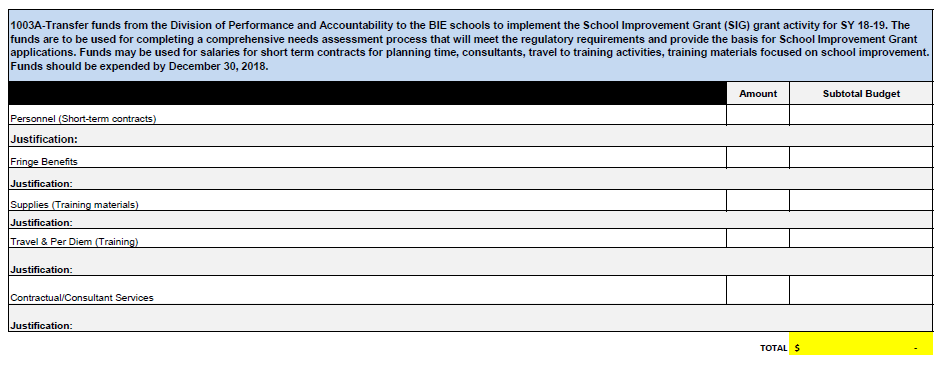 1003A-Transfer funds from the Division of Performance and Accountability to the BIE schools to implement the School Improvement Grant (SIG) grant activity for SY 18-19. The
funds are to be used for completing a comprehensive needs assessment process that will meet the regulatory requirements and provide the basis for School Improvement Grant
applications. Funds may be used for salaries for short term contracts for planning time, consultants, travel to training activities, training materials focused on school improvement.
Funds should be expended by December 30, 2018.
Amount Subtotal Budget
Personnel (Short-term contracts)
Justification:
Fringe Benefits
Justification:
Supplies (Training materials)
Justification:
Travel & Per Diem (Training)
Justification:
Contractual/Consultant Services
Justification:
TOTAL $ -